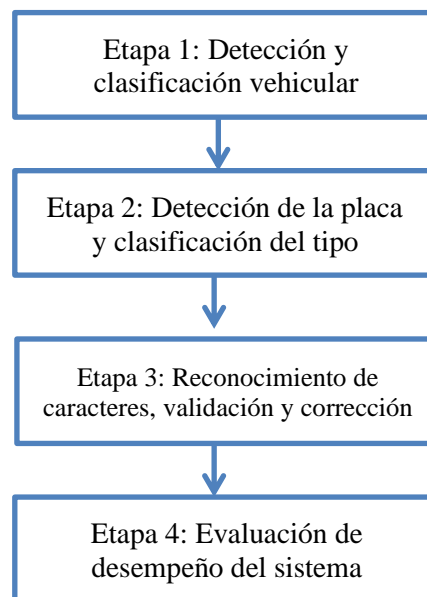 Etapa 1: Detección y
clasificación vehicular
Etapa 2: Detección de la placa
y clasificación del tipo
Etapa 3: Reconocimiento de
caracteres, validación y corrección
Etapa 4: Evaluación de
desempeño del sistema